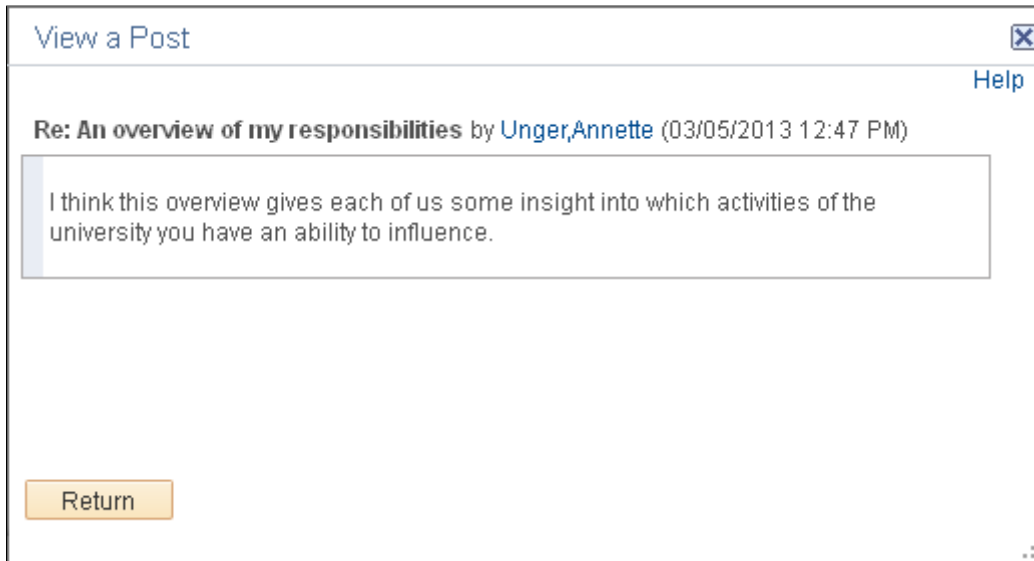 View a Post
Help
Re: An overview of my responsibilities by Unger,Annette (03/05/2013 12:47 PM)
I think this overview gives each of us some insight into which activities of the
university you have an ability to influence.
Return